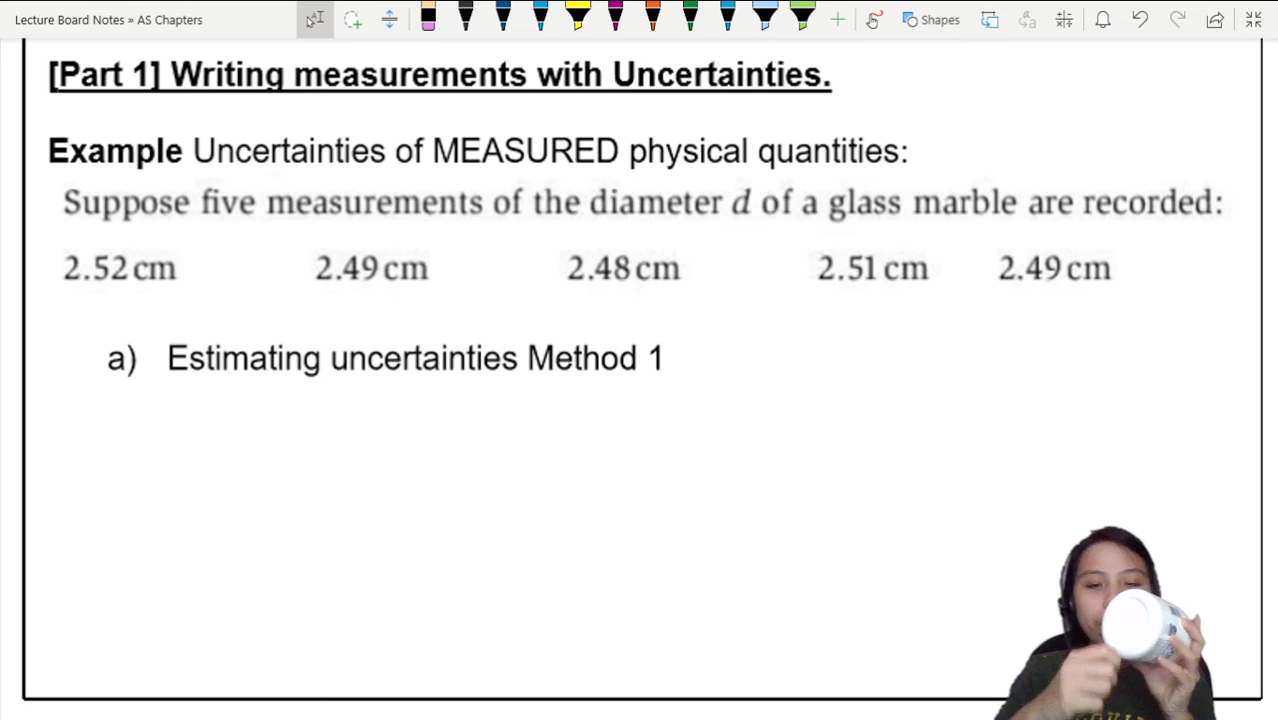 Lecture Board Notes » AS Chapters
Shapes
[Part 1] Writing measurements with Uncertainties.
Example Uncertainties of MEASURED physical quantities:
Suppose five measurements of the diameter d of a glass marble are recorded:
2.52 cm 2.49 cm 2.48 cm 2.51 cm 2.49 cm
a) Estimating uncertainties Method 1